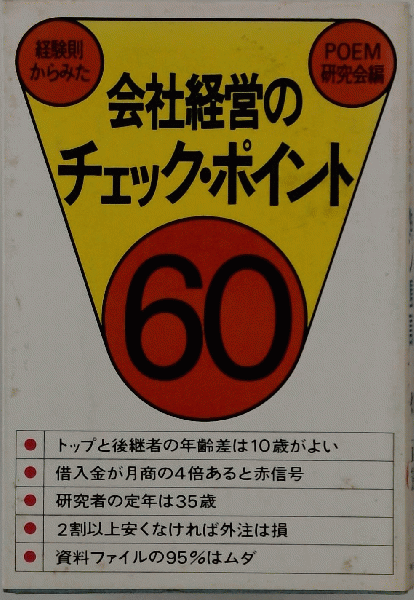 経験則
からみた
POEM
研究会編
会社経営の
チェック・ポイント
60
トップと後継者の年齢差は10歳がよい
借入金が月商の4倍あると赤信号
研究者の定年は35歳
2割以上安くなければ外注は損
資料ファイルの95%はムダ